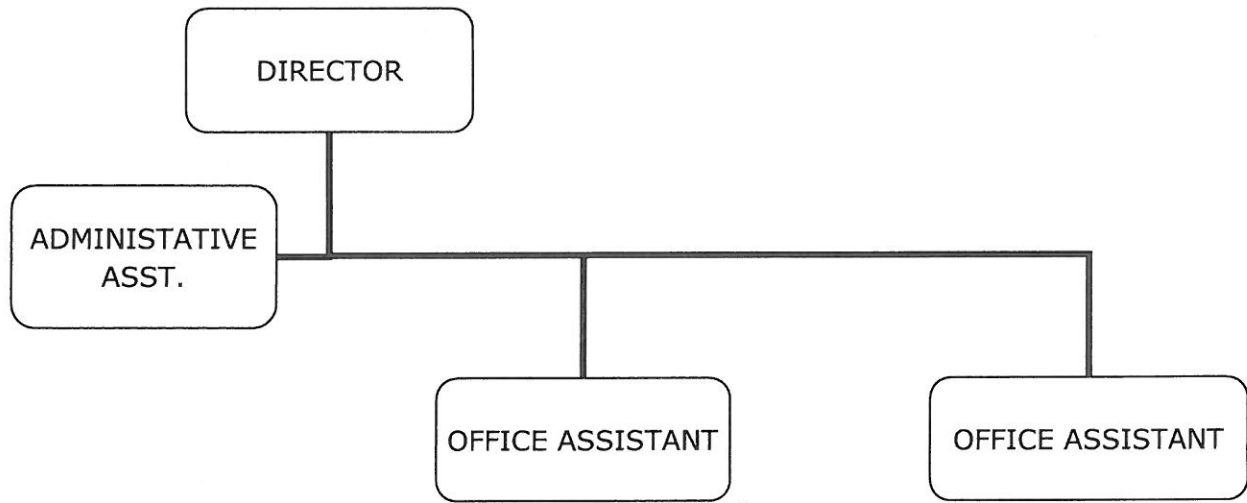 DIRECTOR
ADMINISTATIVE
ASST.
OFFICE ASSISTANT
OFFICE ASSISTANT